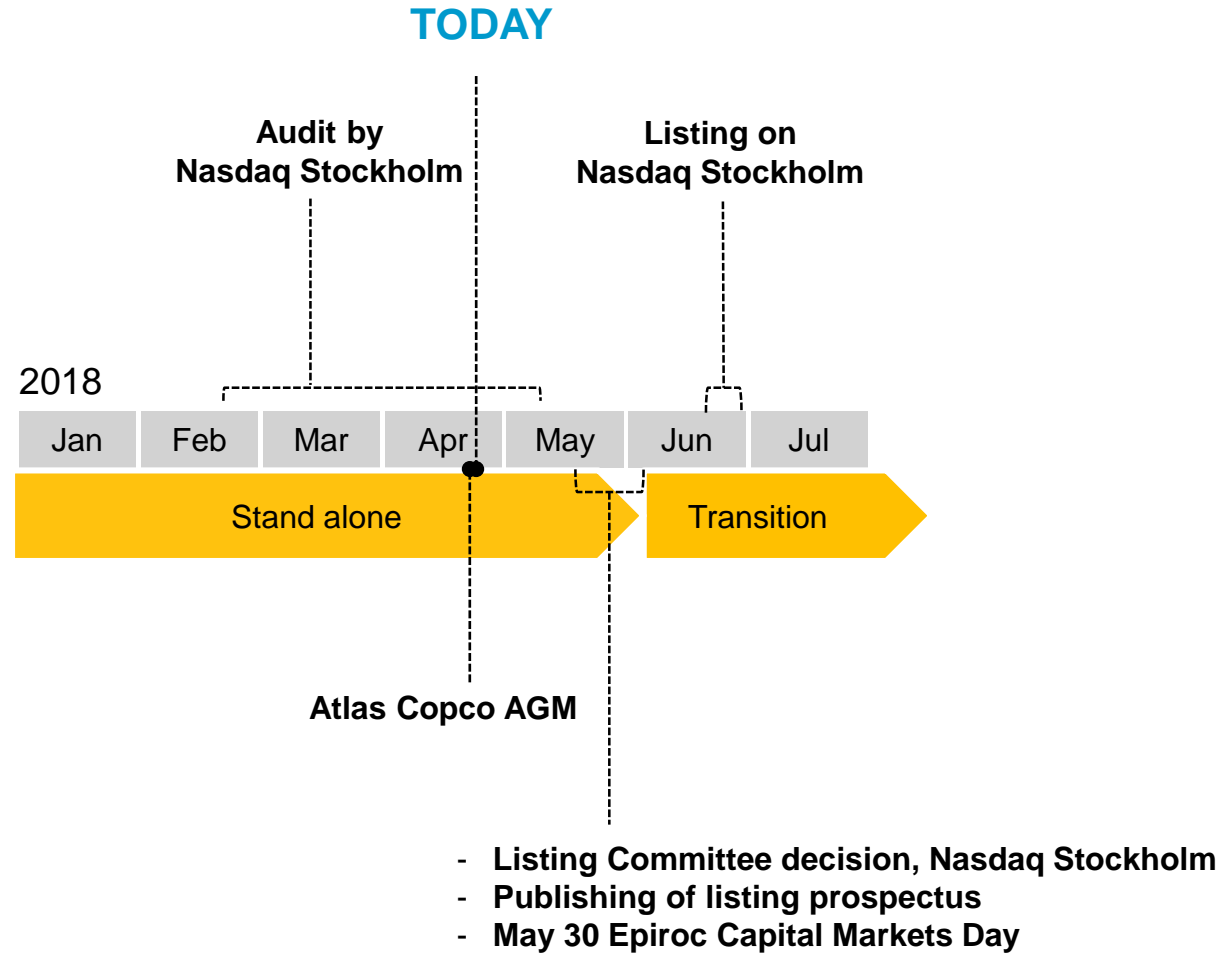 TODAY
Audit by
Nasdaq Stockholm
Listing on
Nasdaq Stockholm
2018
Jan
Feb
Mar
Apr
May
Jun
Jul
Stand alone
Transition
Atlas Copco AGM
- Listing Committee decision, Nasdaq Stockholm
- Publishing of listing prospectus
- May 30 Epiroc Capital Markets Day